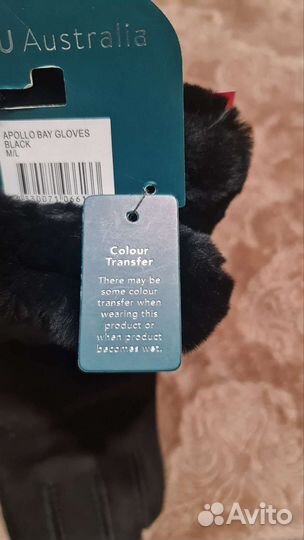 U Australia
APOLLO BAY GLOVES
BLACK
M/L
Colour
Transfer
There may be
some colour
transfer when
wearing this
product or
when product
becomes wet.
Avito